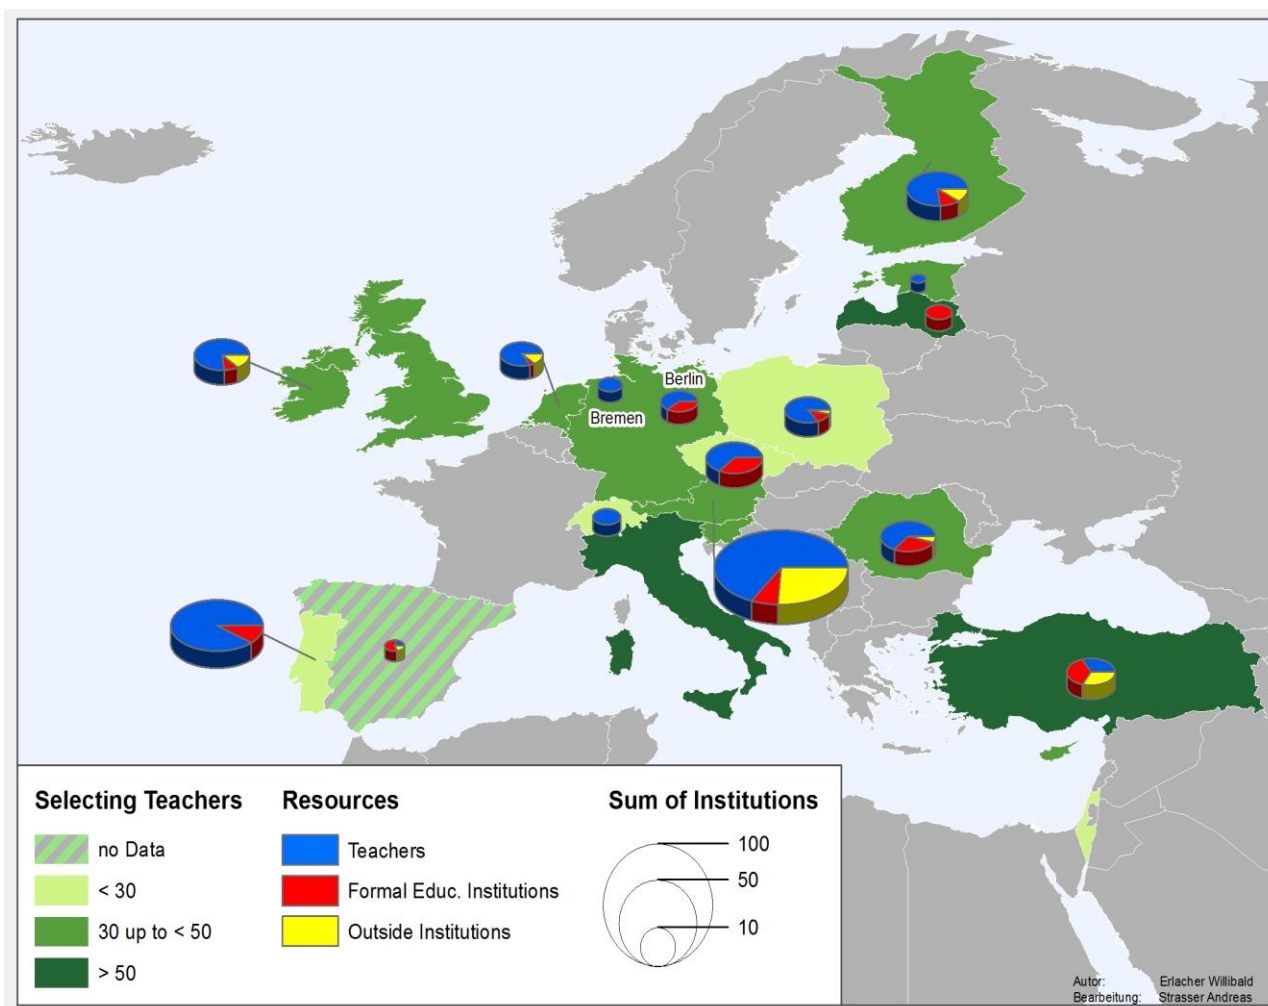 Berlin
Bremen
Selecting Teachers
no Data
< 30
30 up to < 50
> 50
Resources
Teachers
Formal Educ. Institutions
Outside Institutions
Sum of Institutions
100
50
10
Autor: Erlacher Willibald
Bearbeitung: Strasser Andreas